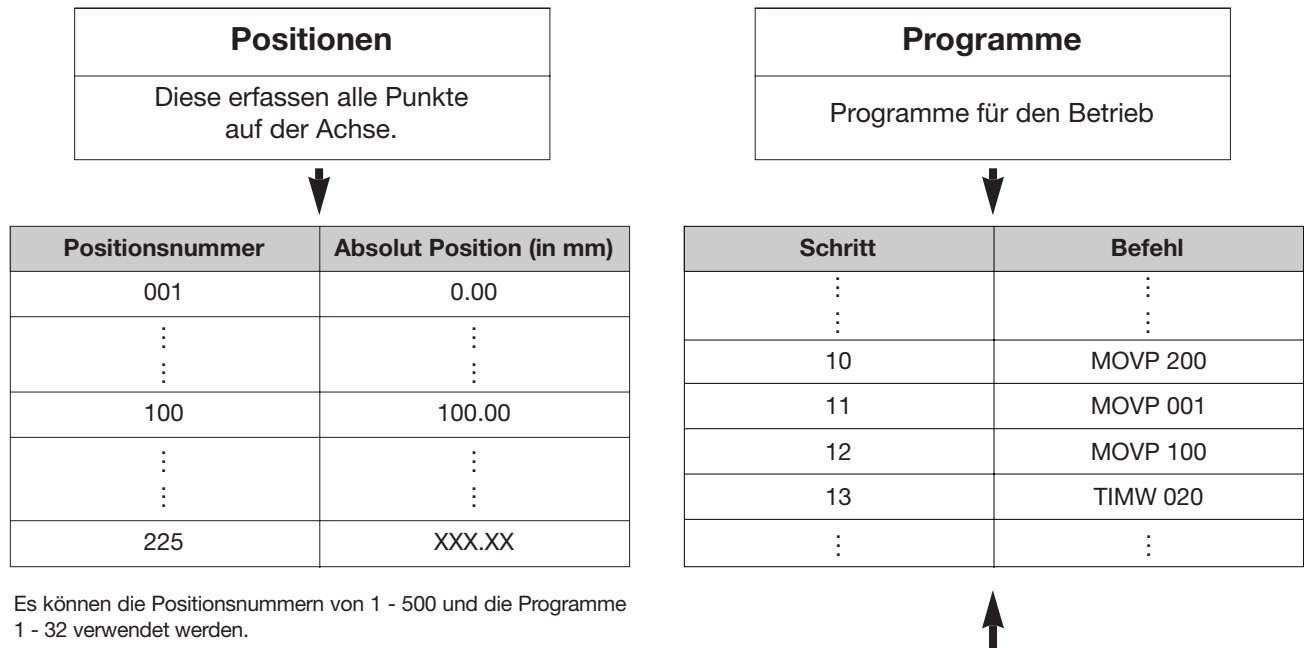 Positionen
Diese erfassen alle Punkte
auf der Achse.
Positionsnummer Absolut Position (in mm)
001 0.00
⋮ ⋮
⋮ ⋮
100 100.00
⋮ ⋮
⋮ ⋮
225 XXX.XX
Es können die Positionsnummern von 1 - 500 und die Programme
1 - 32 verwendet werden.
Programme
Programme für den Betrieb
Schritt Befehl
⋮ ⋮
⋮ ⋮
10 MOVP 200
11 MOVP 001
12 MOVP 100
13 TIMW 020
⋮ ⋮